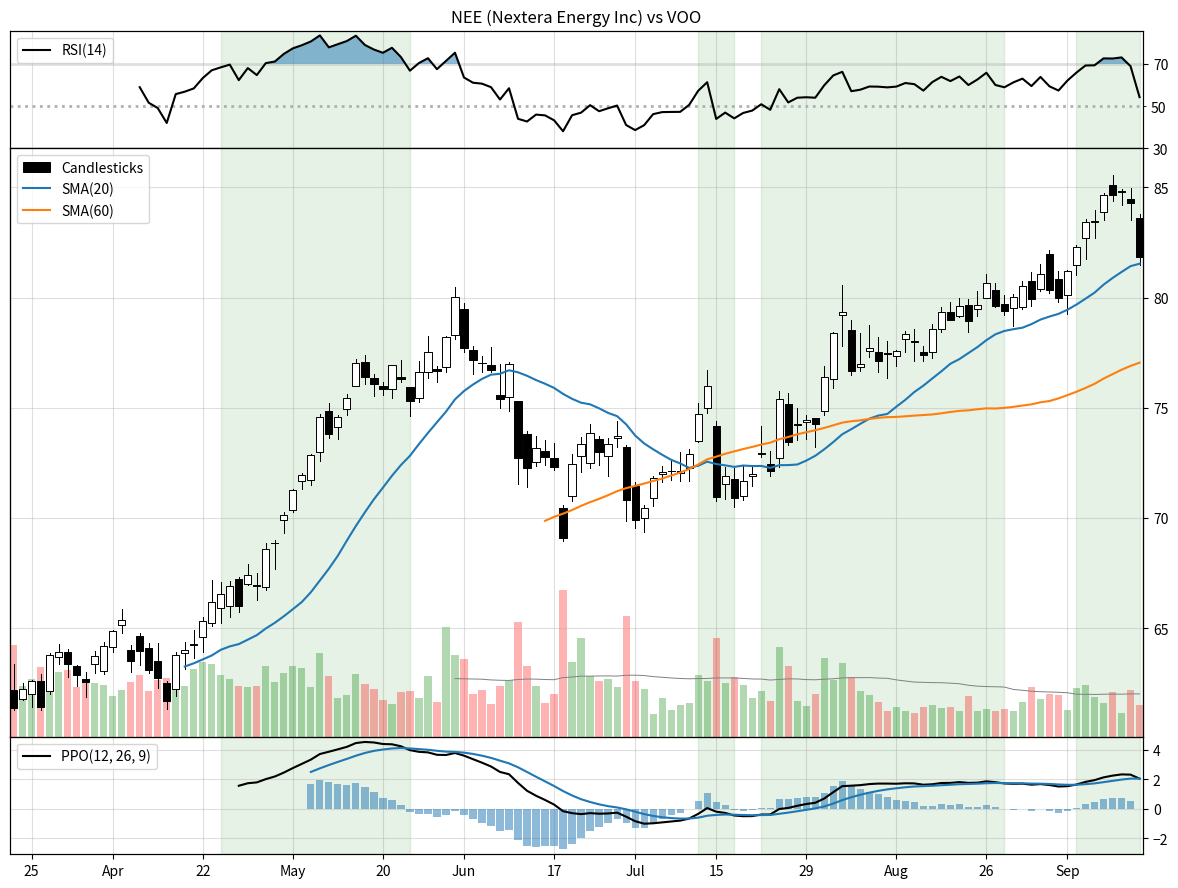 NEE (Nextera Energy Inc) vs VOO
RSI(14)
70
50
30
Candlesticks
SMA(20)
SMA(60)
85
80
75
70
65
PPO(12, 26, 9)
4
2
0
−2
25 Apr 22 May 20 Jun 17 Jul 15 29 Aug 26 Sep